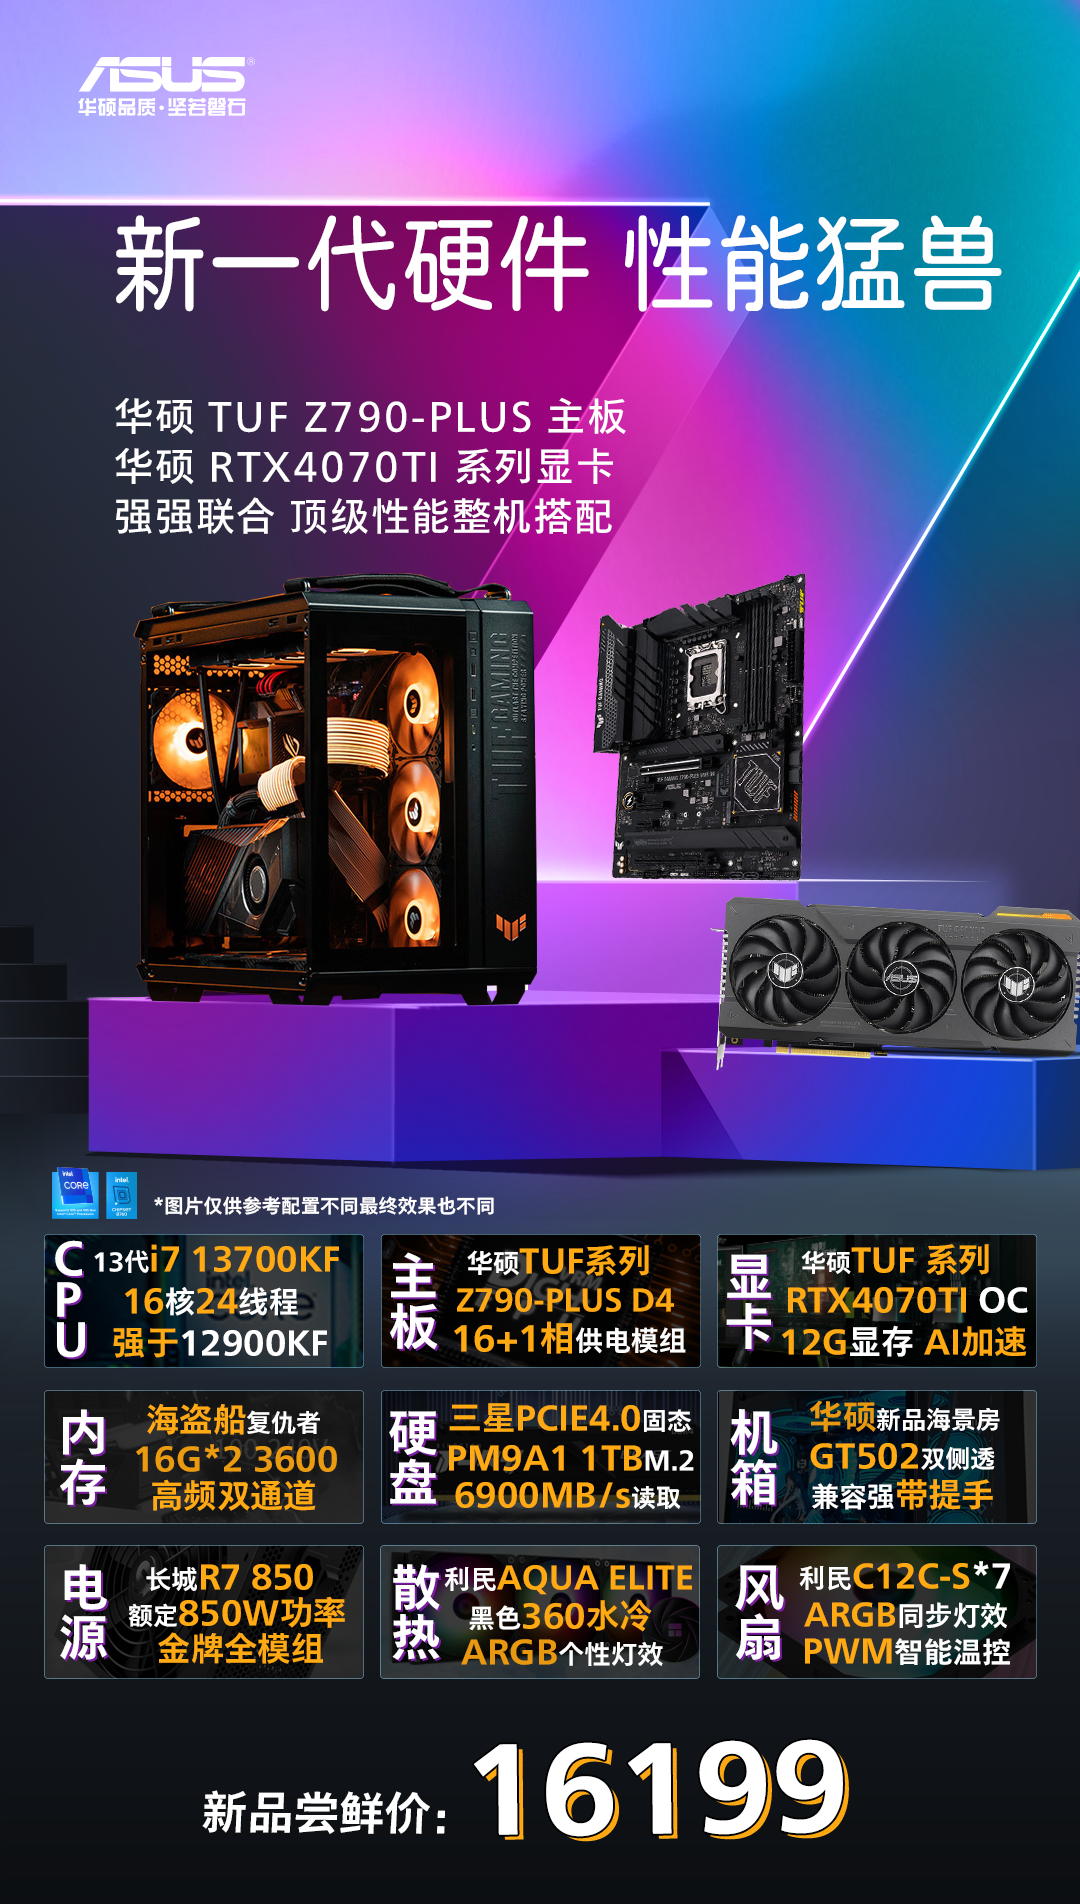 ASUS®
华硕品质·坚若磐石
新一代硬件 性能猛兽
华硕 TUF Z790-PLUS 主板
华硕 RTX4070TI 系列显卡
强强联合 顶级性能整机搭配
TUF GAMING
TUF
ASUS
intel
CORE
intel
CHIPSET
*图片仅供参考配置不同最终效果也不同
CPU
13代i7 13700KF
16核24线程
强于12900KF
主板
华硕TUF系列
Z790-PLUS D4
16+1相供电模组
显卡
华硕TUF 系列
RTX4070TI OC
12G显存 AI加速
内存
海盗船复仇者
16G*2 3600
高频双通道
硬盘
三星PCIE4.0固态
PM9A1 1TBM.2
6900MB/s读取
机箱
华硕新品海景房
GT502双侧透
兼容强带提手
电源
长城R7 850
额定850W功率
金牌全模组
散热
利民AQUA ELITE
黑色360水冷
ARGB个性灯效
风扇
利民C12C-S*7
ARGB同步灯效
PWM智能温控
新品尝鲜价: 16199